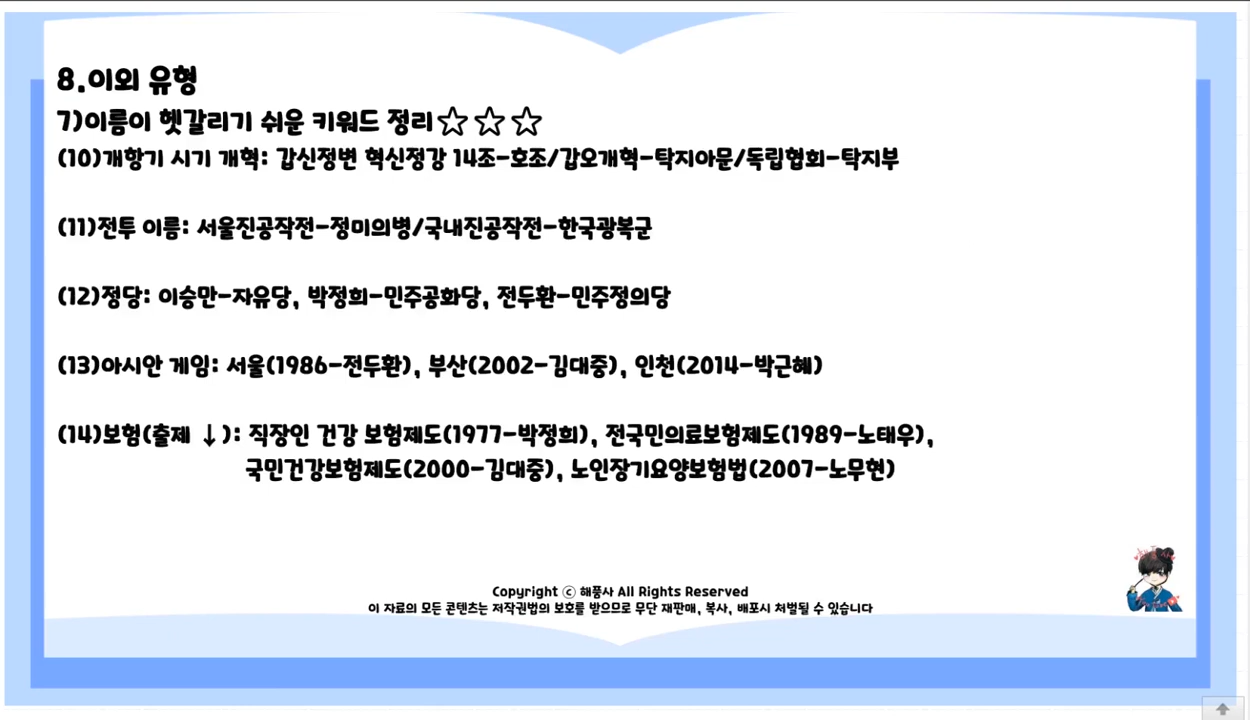 8.이외 유형
7)이름이 헷갈리기 쉬운 키워드 정리☆☆☆
(10)개항기 시기 개혁: 갑신정변 혁신정강 14조-호조/갑오개혁-탁지아문/독립협회-탁지부
(11)전투 이름: 서울진공작전-정미의병/국내진공작전-한국광복군
(12)정당: 이승만-자유당, 박정희-민주공화당, 전두환-민주정의당
(13)아시안 게임: 서울(1986-전두환), 부산(2002-김대중), 인천(2014-박근혜)
(14)보험(출제 ↓): 직장인 건강 보험제도(1977-박정희), 전국민의료보험제도(1989-노태우),
국민건강보험제도(2000-김대중), 노인장기요양보험법(2007-노무현)
Copyright ⓒ 해품사 All Rights Reserved
이 자료의 모든 콘텐츠는 저작권법의 보호를 받으므로 무단 재판매, 복사, 배포시 처벌될 수 있습니다